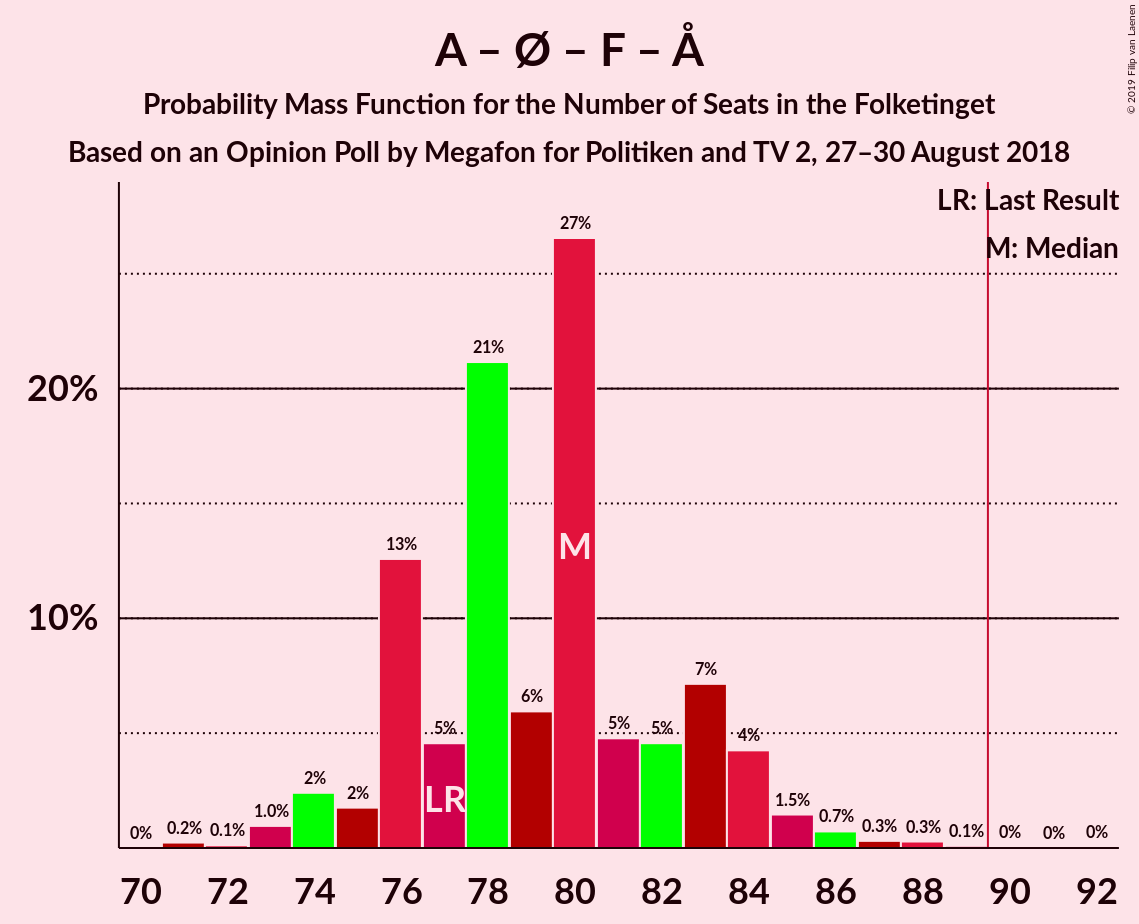 A – Ø – F – Å
Probability Mass Function for the Number of Seats in the Folketinget
Based on an Opinion Poll by Megafon for Politiken and TV 2, 27–30 August 2018
© 2019 Filip van Laenen
LR: Last Result
M: Median
27%
21%
20%
13%
M
10%
7%
6%
5%
5%
5%
4%
LR
2%
2%
1.5%
1.0%
0.7%
0%
0.2%
0.1%
0.3%
0.3%
0.1%
0%
0%
0%
70 72 74 76 78 80 82 84 86 88 90 92